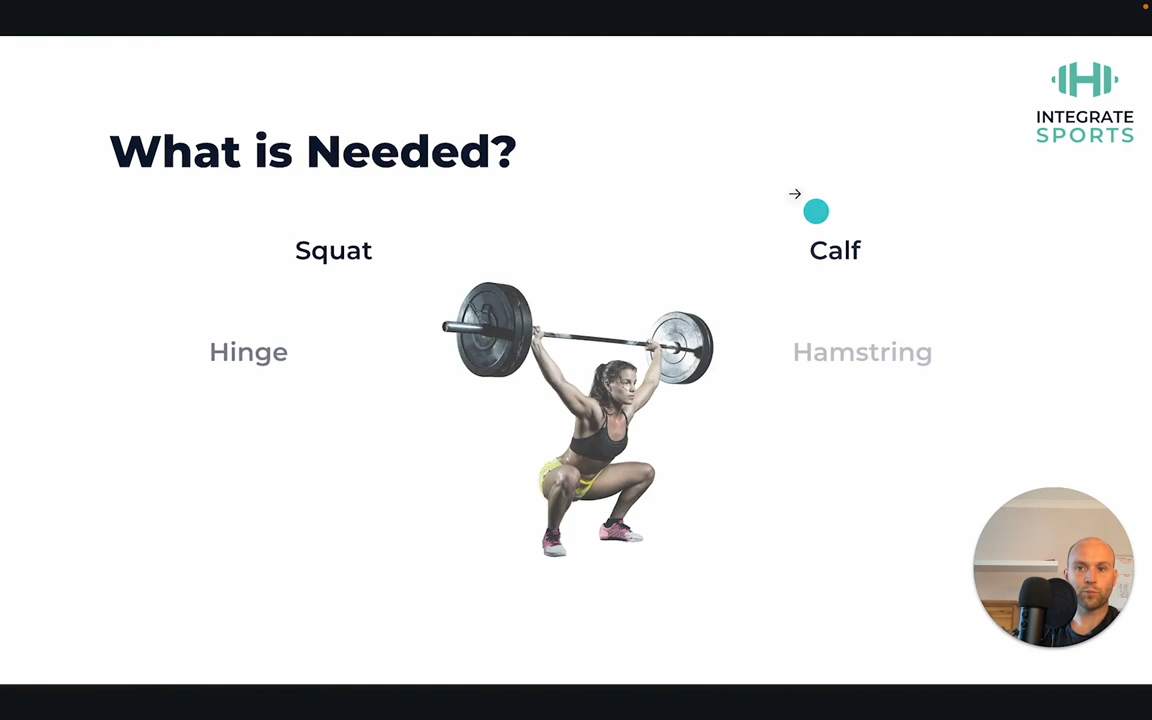 INTEGRATE
SPORTS
What is Needed?
Squat
Calf
Hinge
Hamstring